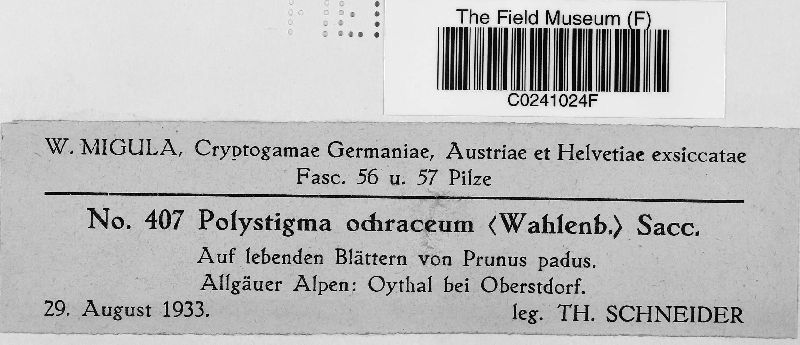 The Field Museum (F)
C0241024F
W. MIGULA, Cryptogamae Germaniae, Austriae et Helvetiae exsiccatae
Fasc. 56 u. 57 Pilze
No. 407 Polystigma ochraceum (Wahlenb.) Sacc.
Auf lebenden Blättern von Prunus padus.
Allgäuer Alpen: Oythal bei Oberstdorf.
29. August 1933. leg. TH. SCHNEIDER